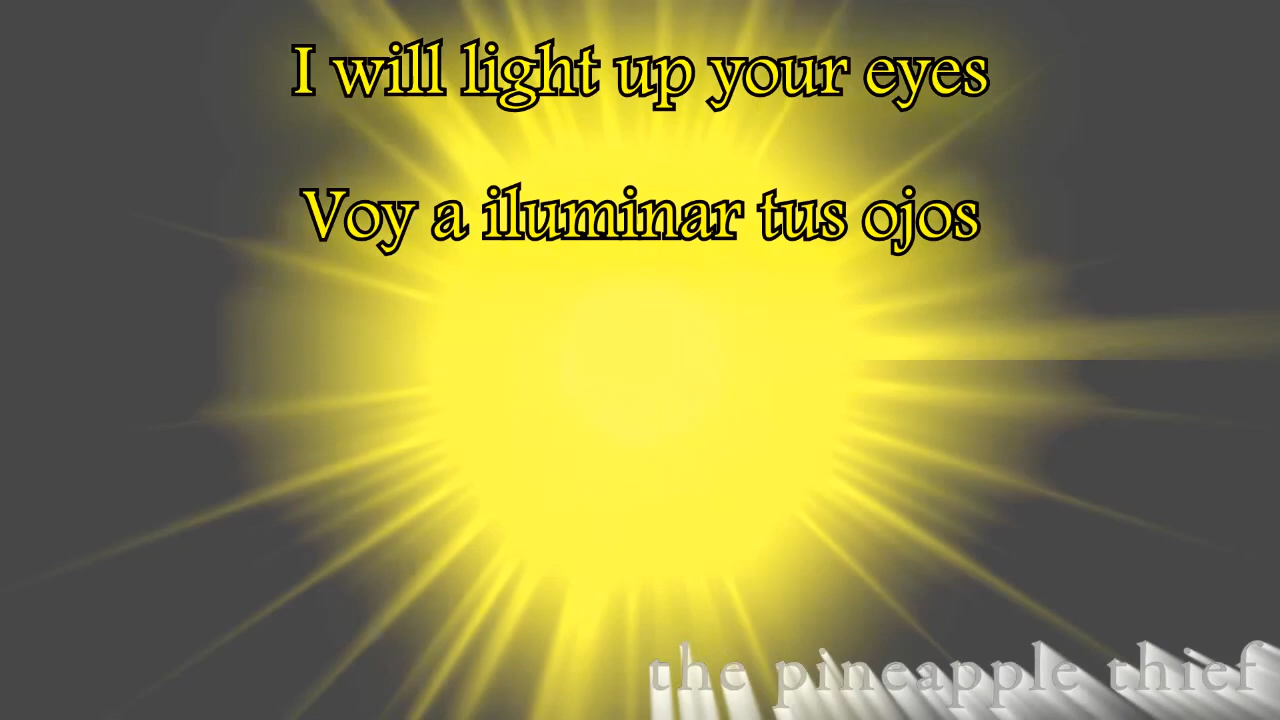 I will light up your eyes
Voy a iluminar tus ojos
the pineapple thief